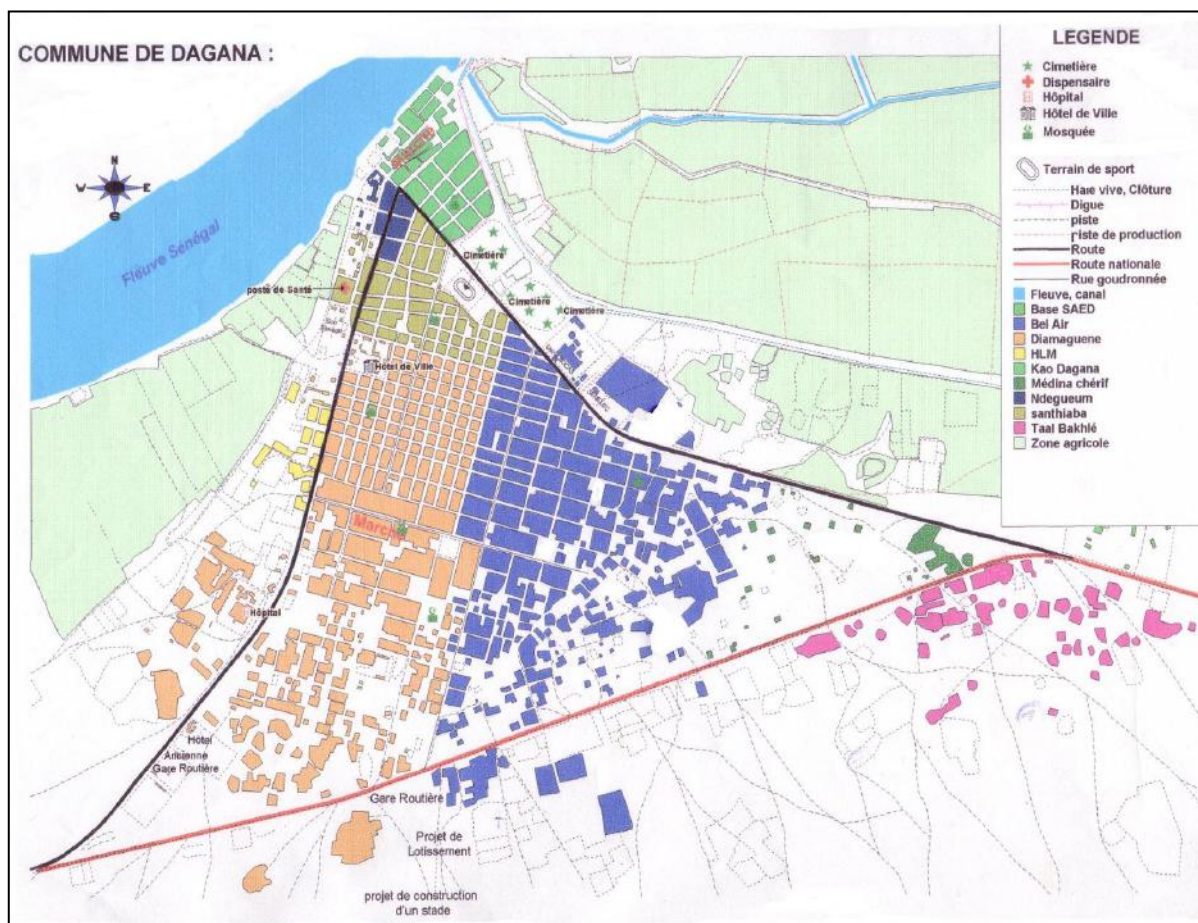 COMMUNE DE DAGANA :
N
W
E
S
Fleuve Sénégal
Cimetière
Cimetière
Cimetière
poste de Santé
Hôtel de Ville
Marché
Hôpital
Hôtel
Ancienne
Gare Routière
Gare Routière
Projet de
Lotissement
projet de construction
d'un stade
LEGENDE
Cimetière
Dispensaire
Hôpital
Hôtel de Ville
Mosquée
Terrain de sport
Haie vive, Clôture
Digue
piste
piste de production
Route
Route nationale
Rue goudronnée
Fleuve, canal
Base SAED
Bel Air
Diamaguene
HLM
Kao Dagana
Médina chérif
Ndegueum
santhiaba
Taal Bakhlé
Zone agricole